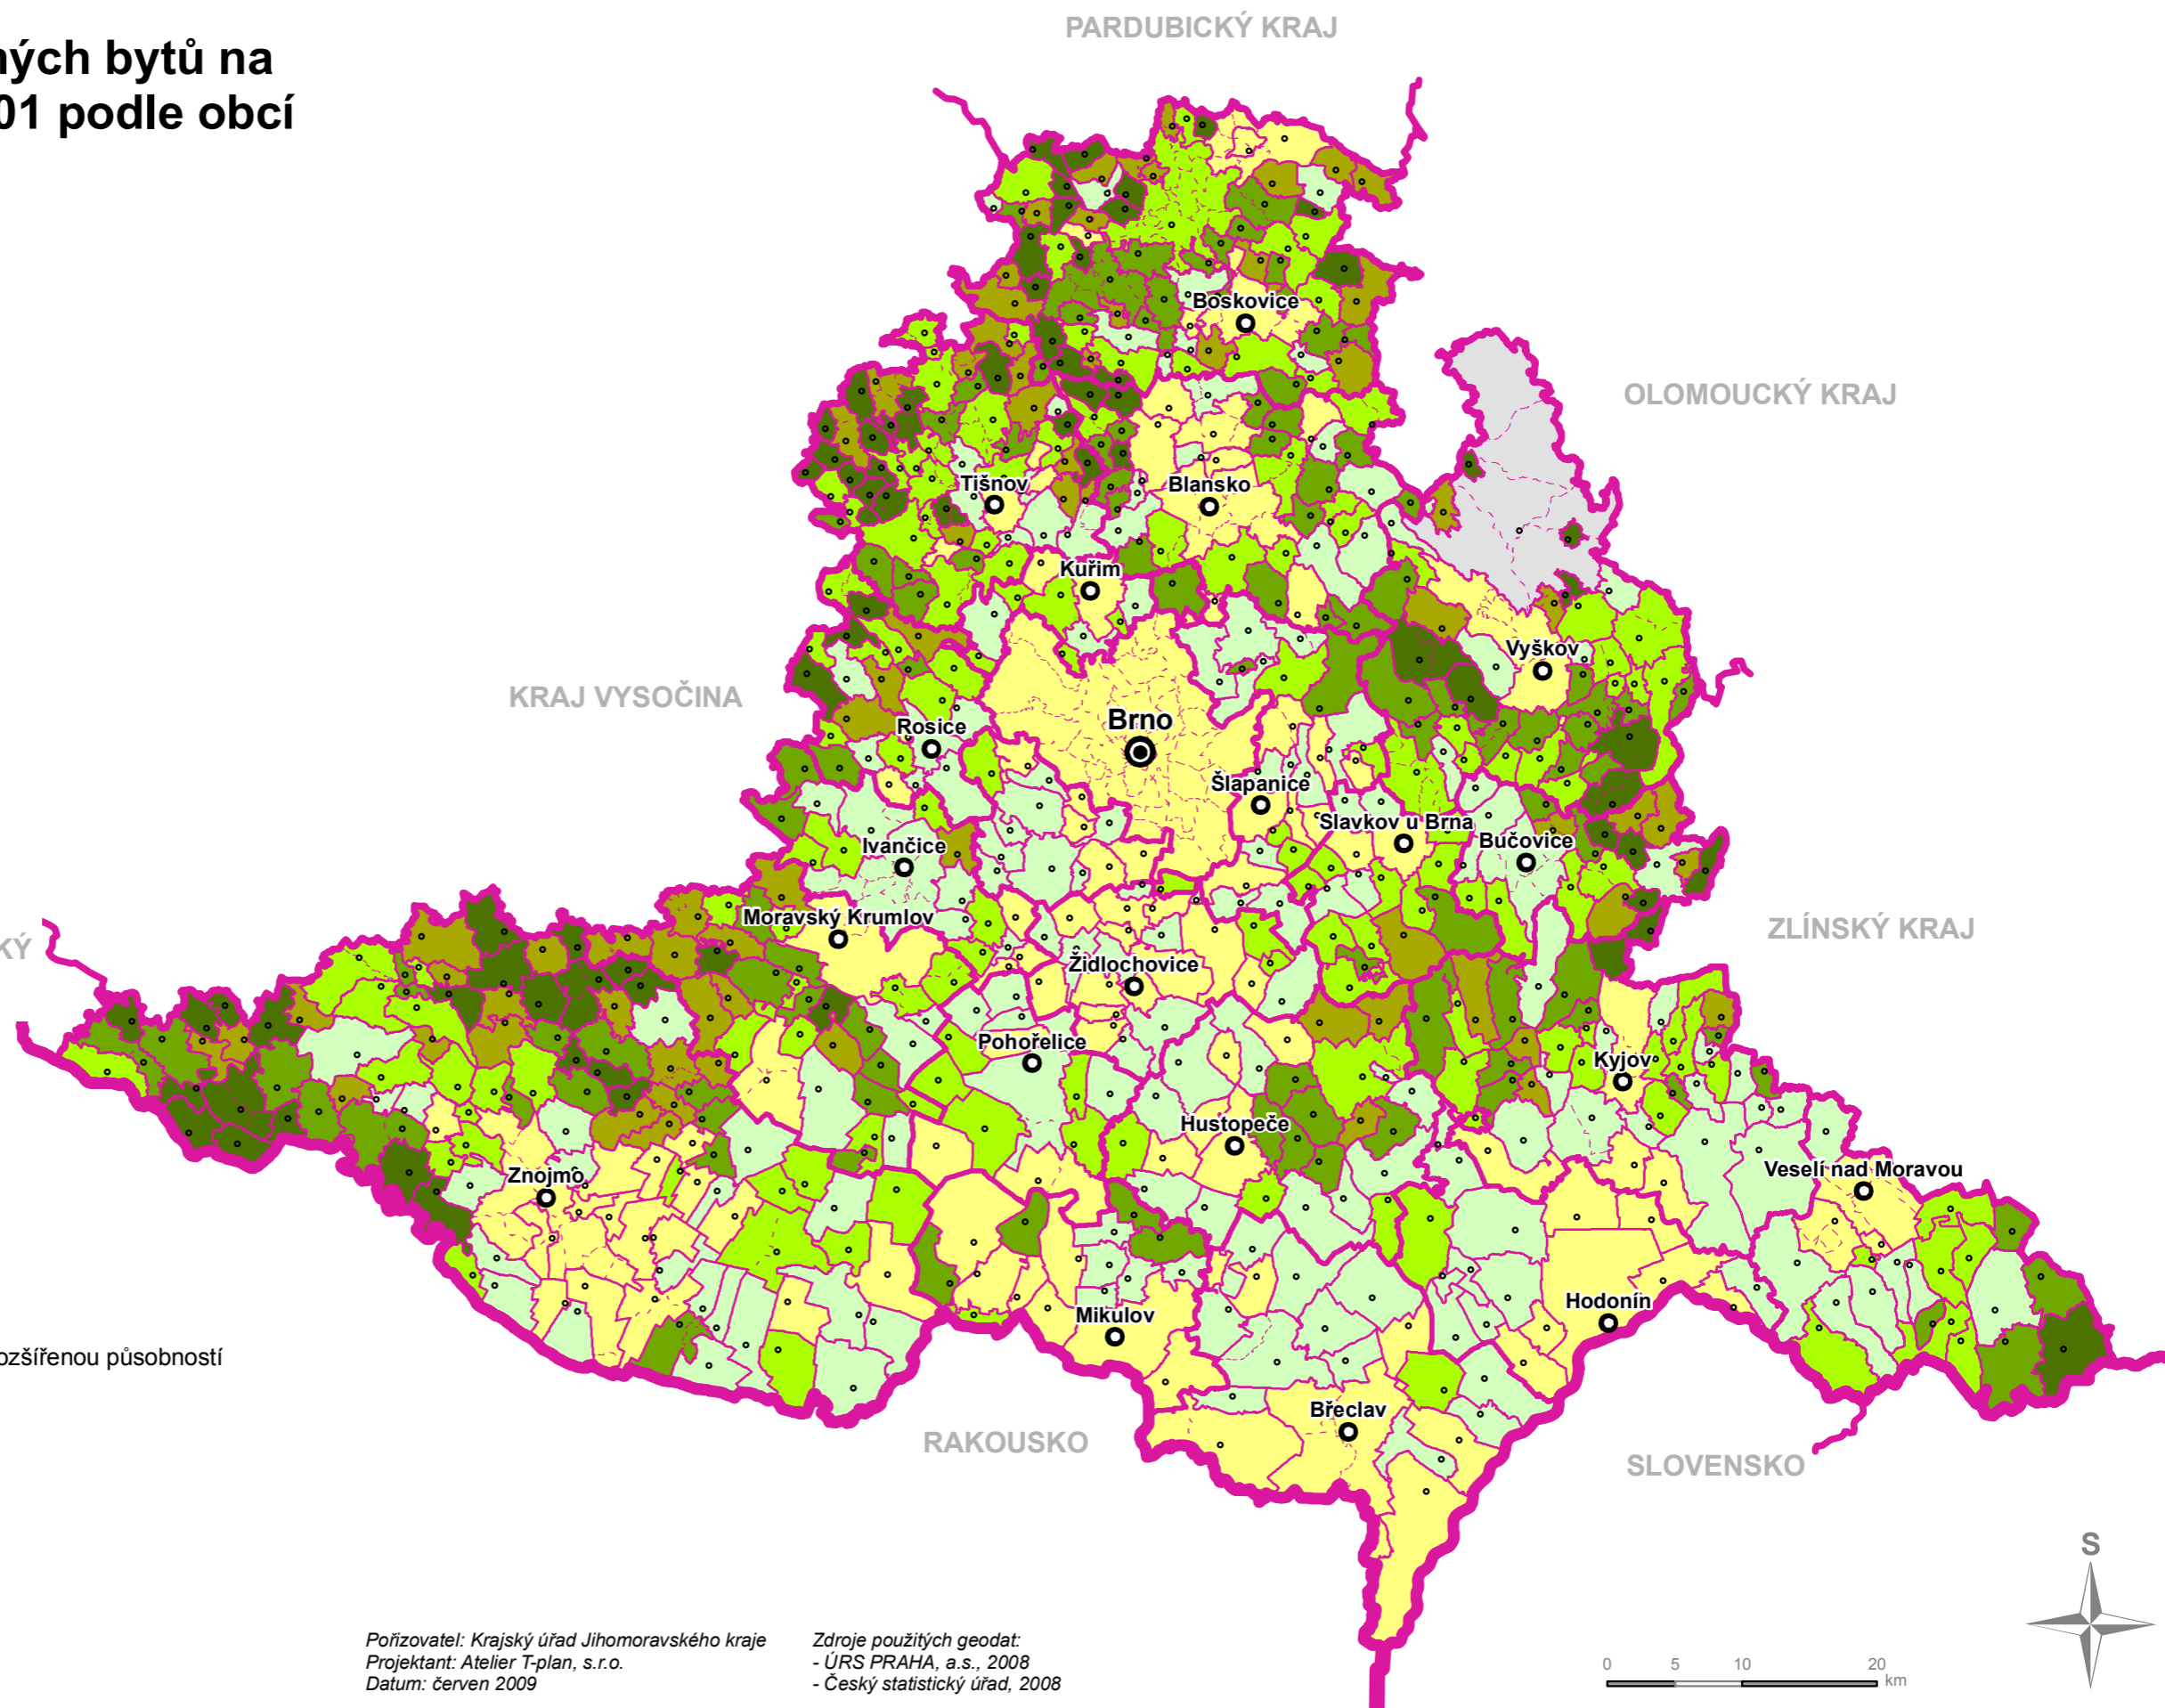 PARDUBICKÝ KRAJ
bytů na
01 podle obcí
OLOMOUCKÝ KRAJ
KRAJ VYSOČINA
ZLÍNSKÝ KRAJ
Boskovice
Tišnov
Blansko
Kuřim
Vyškov
Brno
Rosice
Šlapanice
Slavkov u Brna
Bučovice
Ivančice
Moravský Krumlov
Židlochovice
Pohořelice
Kyjov
Hustopeče
Veselí nad Moravou
Znojmo
Mikulov
Hodonín
Břeclav
působností
RAKOUSKO
SLOVENSKO
S
Pořizovatel: Krajský úřad Jihomoravského kraje
Projektant: Atelier T-plan, s.r.o.
Datum: červen 2009
Zdroje použitých geodat:
- ÚRS PRAHA, a.s., 2008
- Český statistický úřad, 2008
0 5 10 20
km